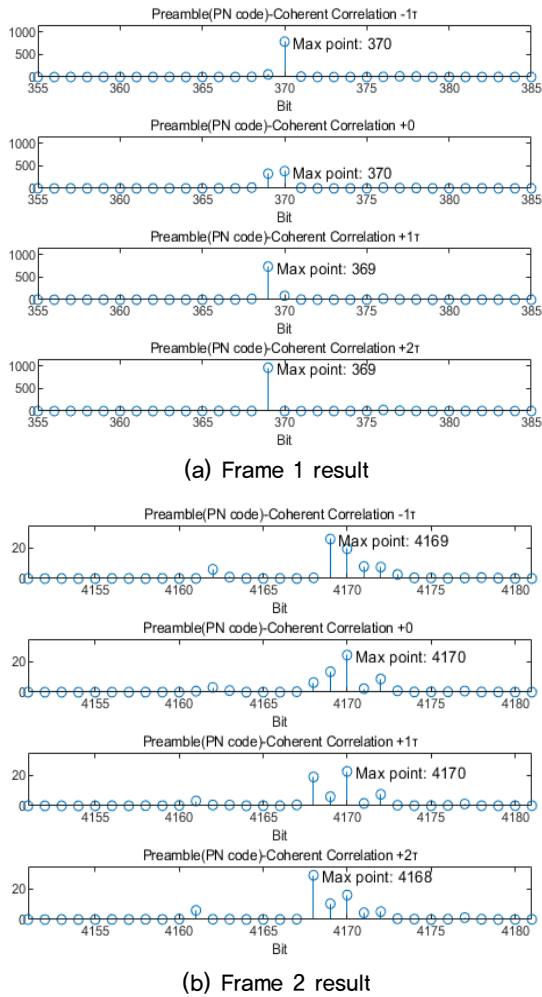 Preamble(PN code)-Coherent Correlation -1τ
1000
500
0
Max point: 370
355 360 365 370 375 380 385
Bit
Preamble(PN code)-Coherent Correlation +0
1000
500
0
Max point: 370
355 360 365 370 375 380 385
Bit
Preamble(PN code)-Coherent Correlation +1τ
1000
500
0
Max point: 369
355 360 365 370 375 380 385
Bit
Preamble(PN code)-Coherent Correlation +2τ
1000
500
0
Max point: 369
355 360 365 370 375 380 385
Bit
(a) Frame 1 result
Preamble(PN code)-Coherent Correlation -1τ
20
0
Max point: 4169
4155 4160 4165 4170 4175 4180
Bit
Preamble(PN code)-Coherent Correlation +0
20
0
Max point: 4170
4155 4160 4165 4170 4175 4180
Bit
Preamble(PN code)-Coherent Correlation +1τ
20
0
Max point: 4170
4155 4160 4165 4170 4175 4180
Bit
Preamble(PN code)-Coherent Correlation +2τ
20
0
Max point: 4168
4155 4160 4165 4170 4175 4180
Bit
(b) Frame 2 result